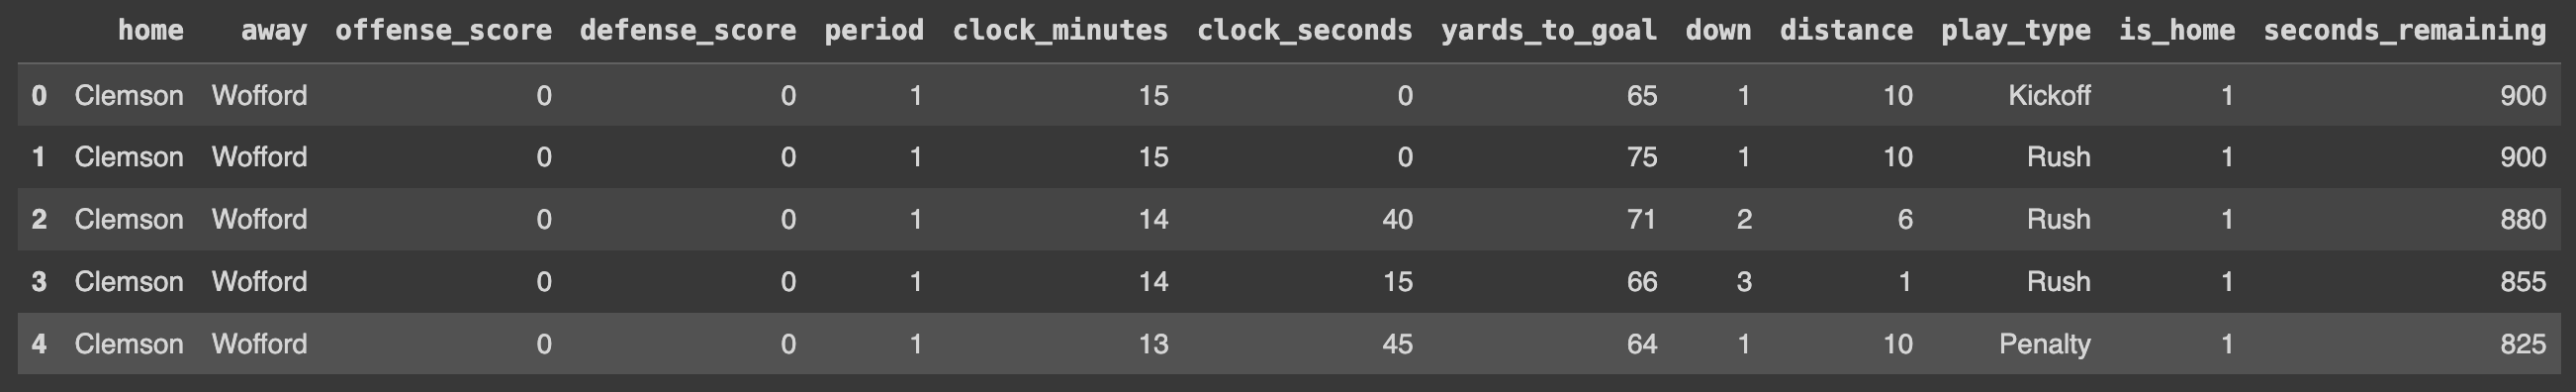 home away offense_score defense_score period clock_minutes clock_seconds yards_to_goal down distance play_type is_home seconds_remaining
0 Clemson Wofford 0 0 1 15 0 65 1 10 Kickoff 1 900
1 Clemson Wofford 0 0 1 15 0 75 1 10 Rush 1 900
2 Clemson Wofford 0 0 1 14 40 71 2 6 Rush 1 880
3 Clemson Wofford 0 0 1 14 15 66 3 1 Rush 1 855
4 Clemson Wofford 0 0 1 13 45 64 1 10 Penalty 1 825